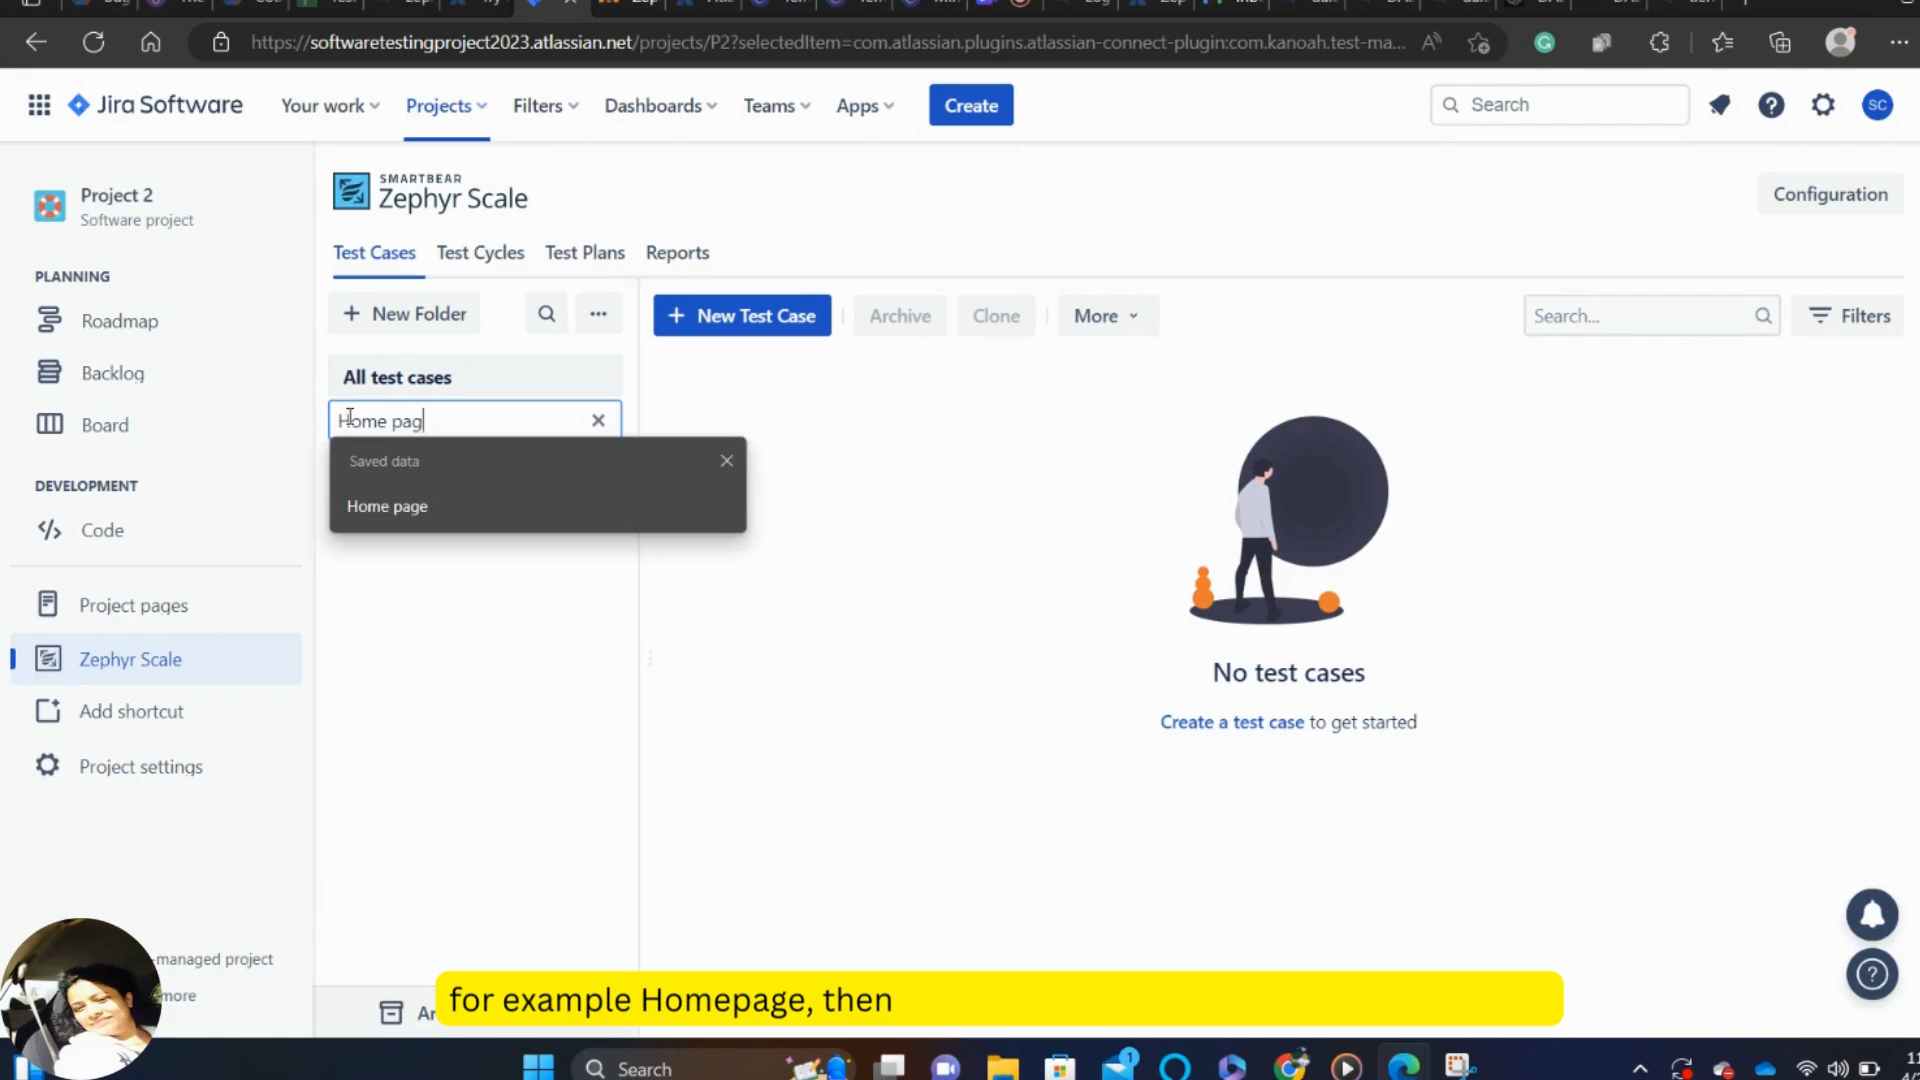 https://softwaretestingproject2023.atlassian.net/projects/P2?selectedItem=com.atlassian.plugins.atlassian-connect-plugin:com.kanoah.test-ma...
Jira Software
Your work
Projects
Filters
Dashboards
Teams
Apps
Create
Search
SC
Project 2
Software project
SMARTBEAR
Zephyr Scale
Configuration
Test Cases
Test Cycles
Test Plans
Reports
PLANNING
Roadmap
Backlog
Board
DEVELOPMENT
Code
Project pages
Zephyr Scale
Add shortcut
Project settings
New Folder
New Test Case
Archive
Clone
More
Search...
Filters
All test cases
Home pag
Saved data
Home page
No test cases
Create a test case to get started
-managed project
more
Ar
for example Homepage, then
Search
1